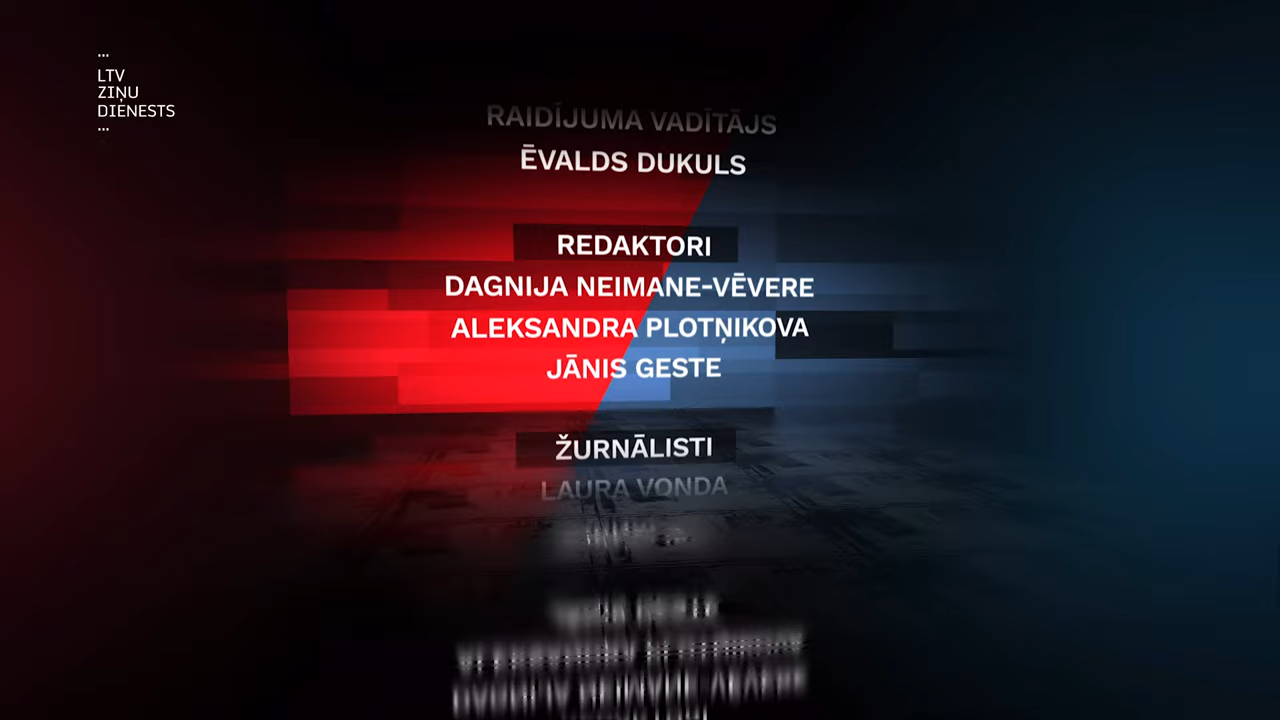 ...
LTV
ZIŅU
DIENESTS
...
RAIDĪJUMA VADĪTĀJS
ĒVALDS DUKULS
REDAKTORI
DAGNIJA NEIMANE-VĒVERE
ALEKSANDRA PLOTŅIKOVA
JĀNIS GESTE
ŽURNĀLISTI
LAURA VONDA